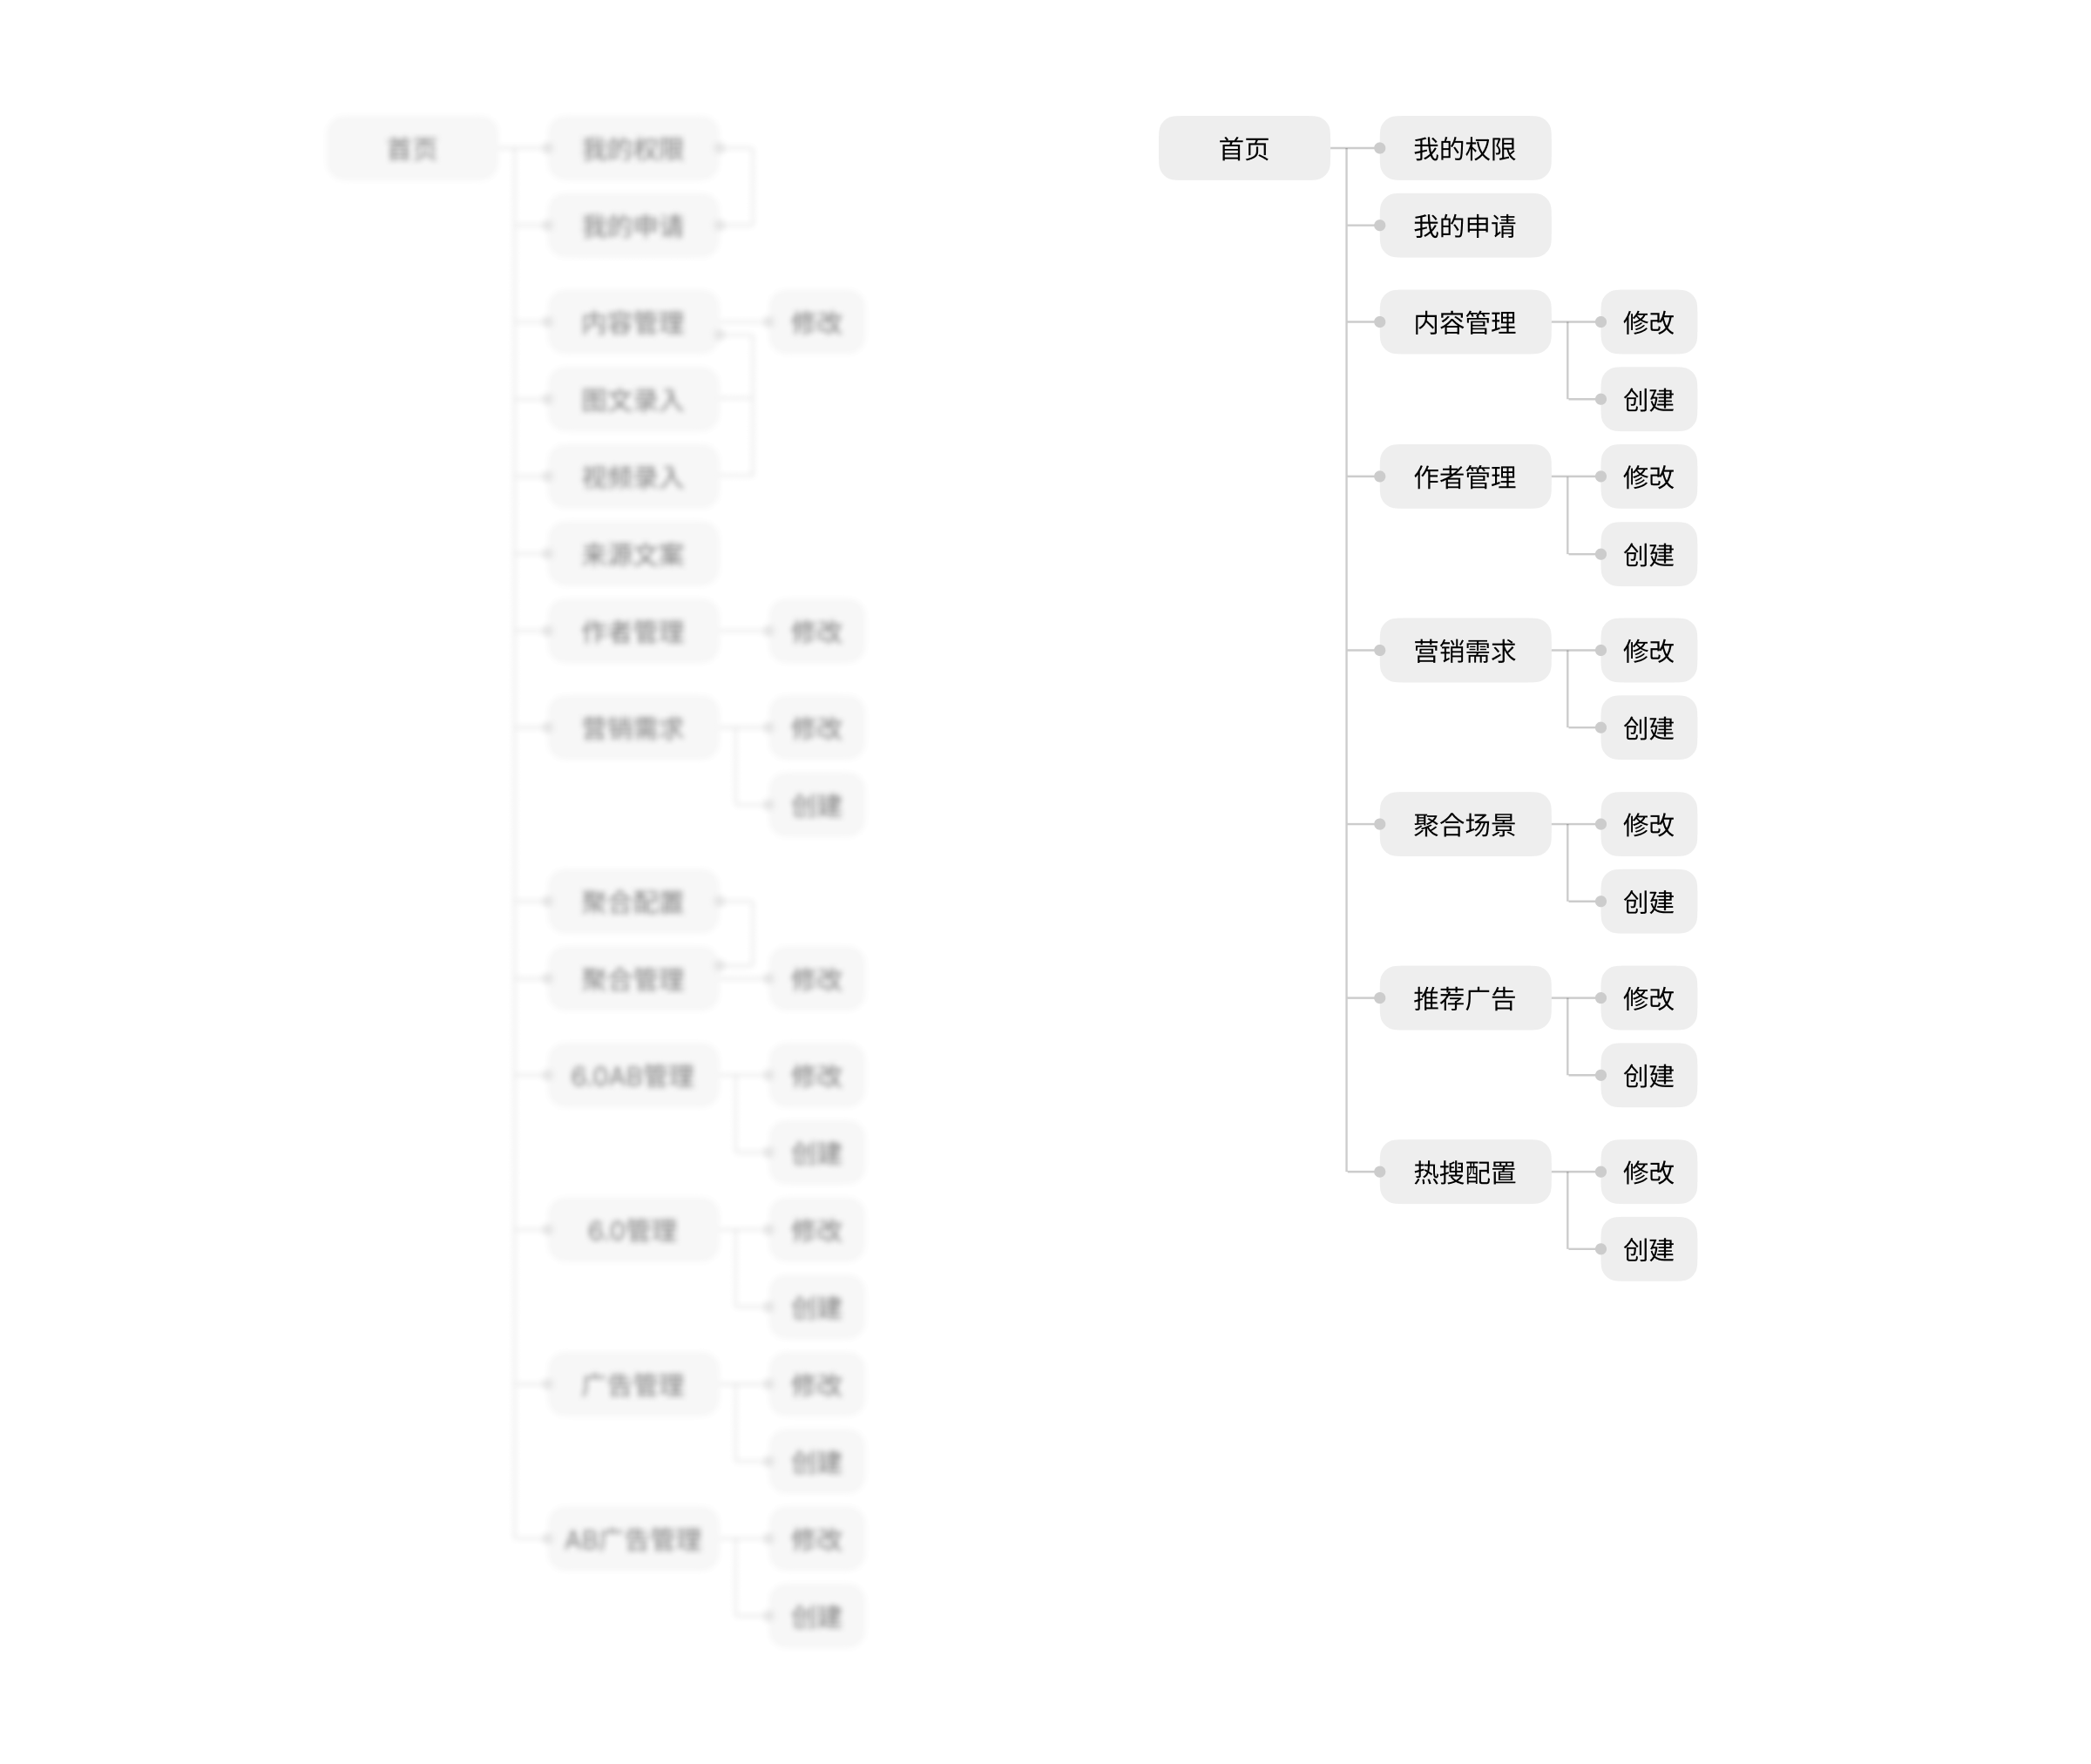 首页
我的权限
我的申请
内容管理
修改
图文录入
视频录入
来源文案
作者管理
修改
营销需求
修改
创建
聚合配置
聚合管理
修改
6.0AB管理
修改
创建
6.0管理
修改
创建
广告管理
修改
创建
AB广告管理
修改
创建
首页
我的权限
我的申请
内容管理
修改
创建
作者管理
修改
创建
营销需求
修改
创建
聚合场景
修改
创建
推荐广告
修改
创建
热搜配置
修改
创建